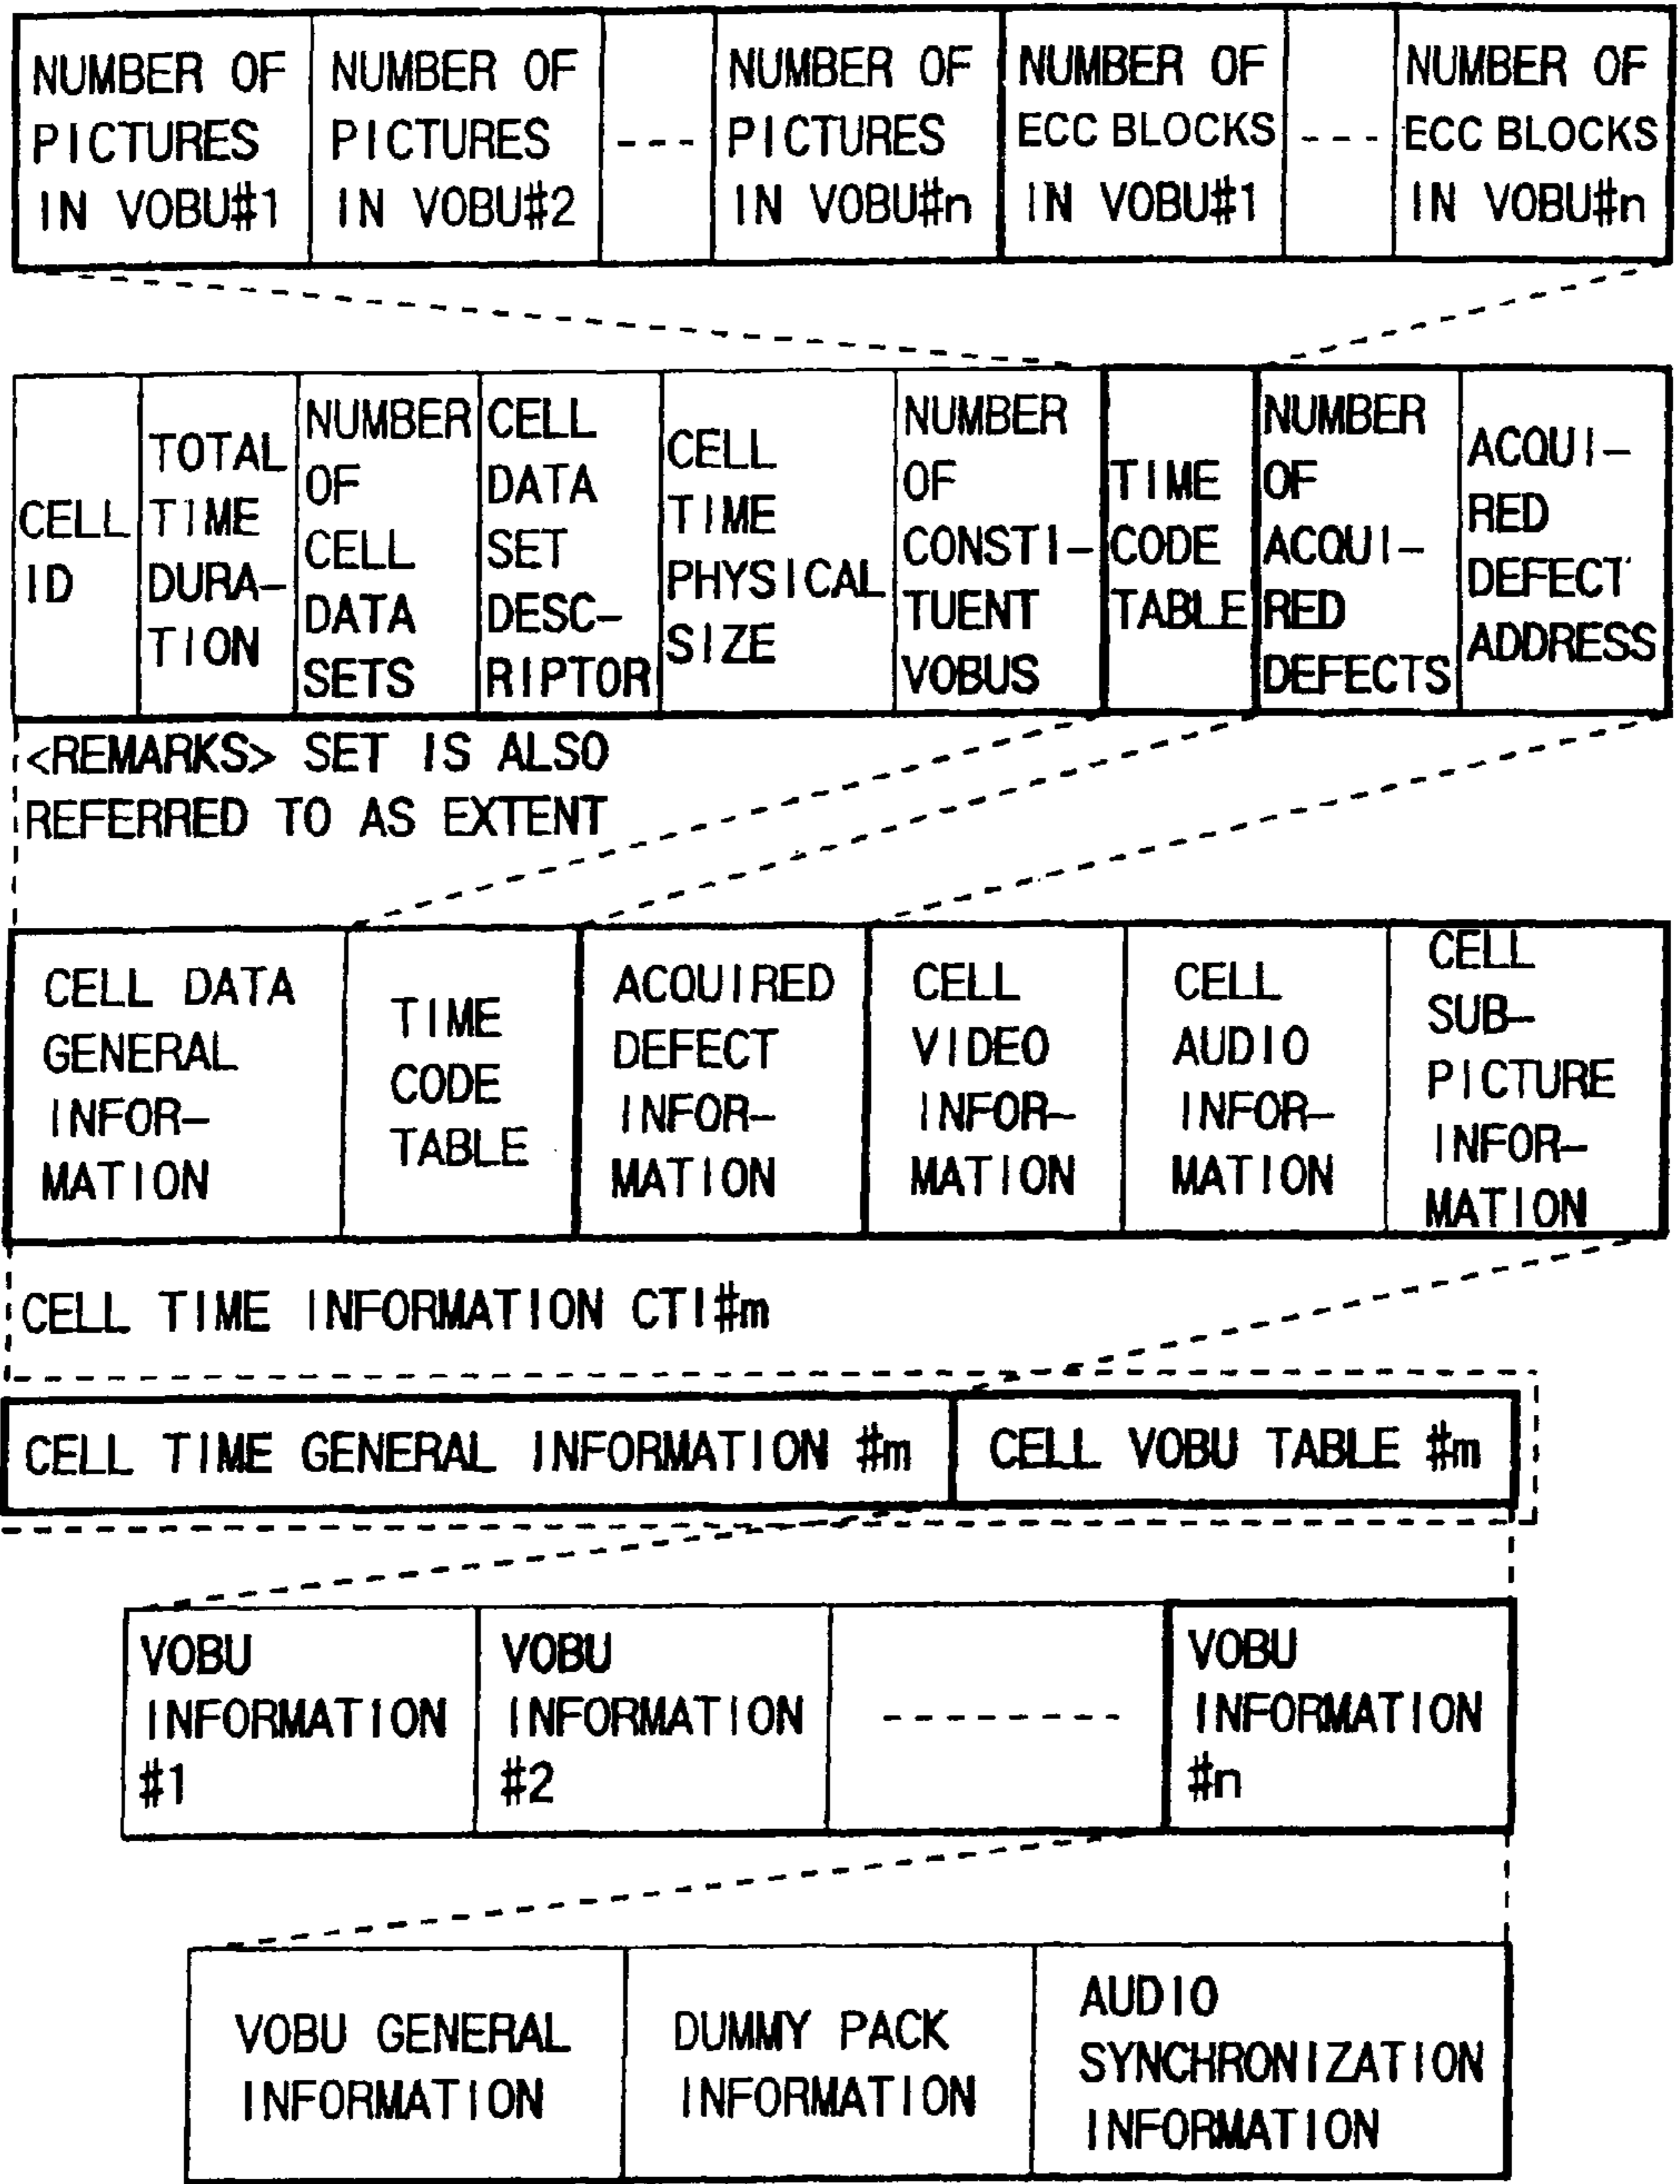 NUMBER OF
PICTURES
IN VOBU#1
NUMBER OF
PICTURES
IN VOBU#2
----
NUMBER OF
PICTURES
IN VOBU#n
NUMBER OF
ECC BLOCKS
IN VOBU#1
----
NUMBER OF
ECC BLOCKS
IN VOBU#n
CELL
ID
TOTAL
TIME
DURA-
TION
NUMBER
OF
CELL
DATA
SETS
CELL
DATA
SET
DESC-
RIPTOR
CELL
TIME
PHYSICAL
SIZE
NUMBER
OF
CONSTI-
TUENT
VOBUS
TIME
CODE
TABLE
NUMBER
OF
ACQUI-
RED
DEFECTS
ACQUI-
RED
DEFECT
ADDRESS
<REMARKS> SET IS ALSO
REFERRED TO AS EXTENT
CELL DATA
GENERAL
INFOR-
MATION
TIME
CODE
TABLE
ACQUIRED
DEFECT
INFOR-
MATION
CELL
VIDEO
INFOR-
MATION
CELL
AUDIO
INFOR-
MATION
CELL
SUB-
PICTURE
INFOR-
MATION
CELL TIME INFORMATION CTI#m
CELL TIME GENERAL INFORMATION #m
CELL VOBU TABLE #m
VOBU
INFORMATION
#1
VOBU
INFORMATION
#2
---------
VOBU
INFORMATION
#n
VOBU GENERAL
INFORMATION
DUMMY PACK
INFORMATION
AUDIO
SYNCHRONIZATION
INFORMATION